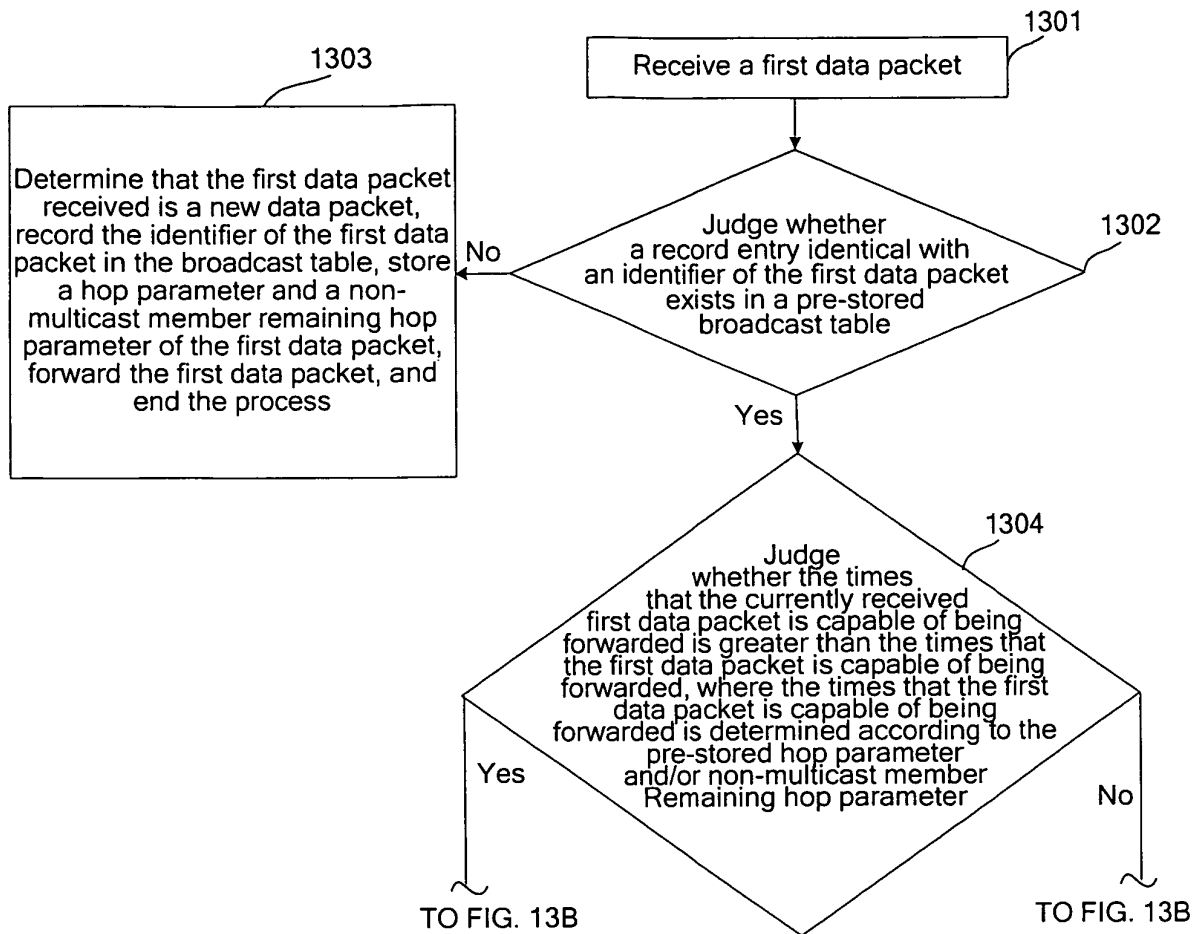 1301
Receive a first data packet
1303
Determine that the first data packet
received is a new data packet,
record the identifier of the first data
packet in the broadcast table, store
a hop parameter and a non-
multicast member remaining hop
parameter of the first data packet,
forward the first data packet, and
end the process
No
Judge whether
a record entry identical with
an identifier of the first data packet
exists in a pre-stored
broadcast table
1302
Yes
1304
Judge
whether the times
that the currently received
first data packet is capable of being
forwarded is greater than the times that
the first data packet is capable of being
forwarded, where the times that the first
data packet is capable of being
forwarded is determined according to the
pre-stored hop parameter
and/or non-multicast member
Remaining hop parameter
Yes
No
TO FIG. 13B
TO FIG. 13B